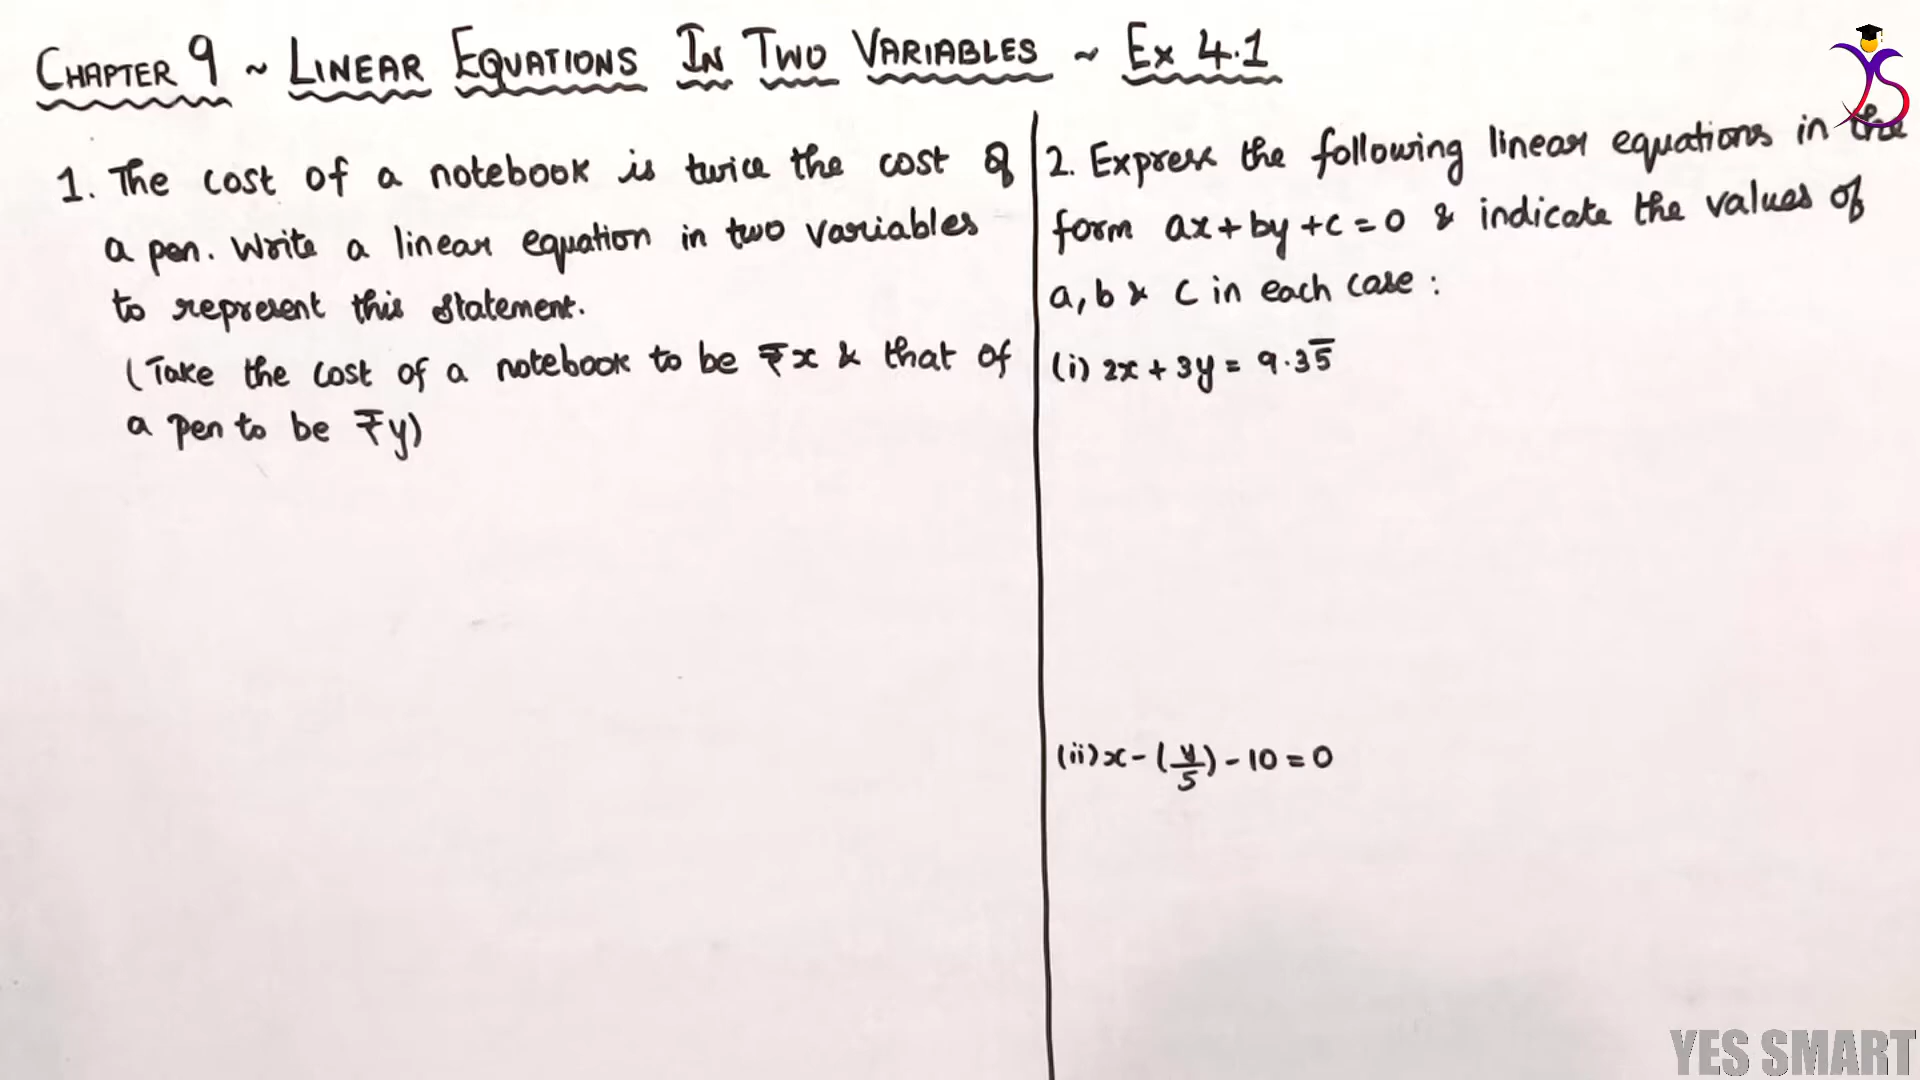 CHAPTER 9 ~ LINEAR EQUATIONS IN TWO VARIABLES ~ Ex 4.1
1. The cost of a notebook is twice the cost of
a pen. Write a linear equation in two variables
to represent this statement.
(Take the cost of a notebook to be ₹x & that of
a pen to be ₹y)
2. Express the following linear equations in the
form ax+by+c=0 & indicate the values of
a, b & c in each case :
(i) 2x + 3y = 9.35̅
(ii) x - (y/5) - 10 = 0
YS
YES SMART